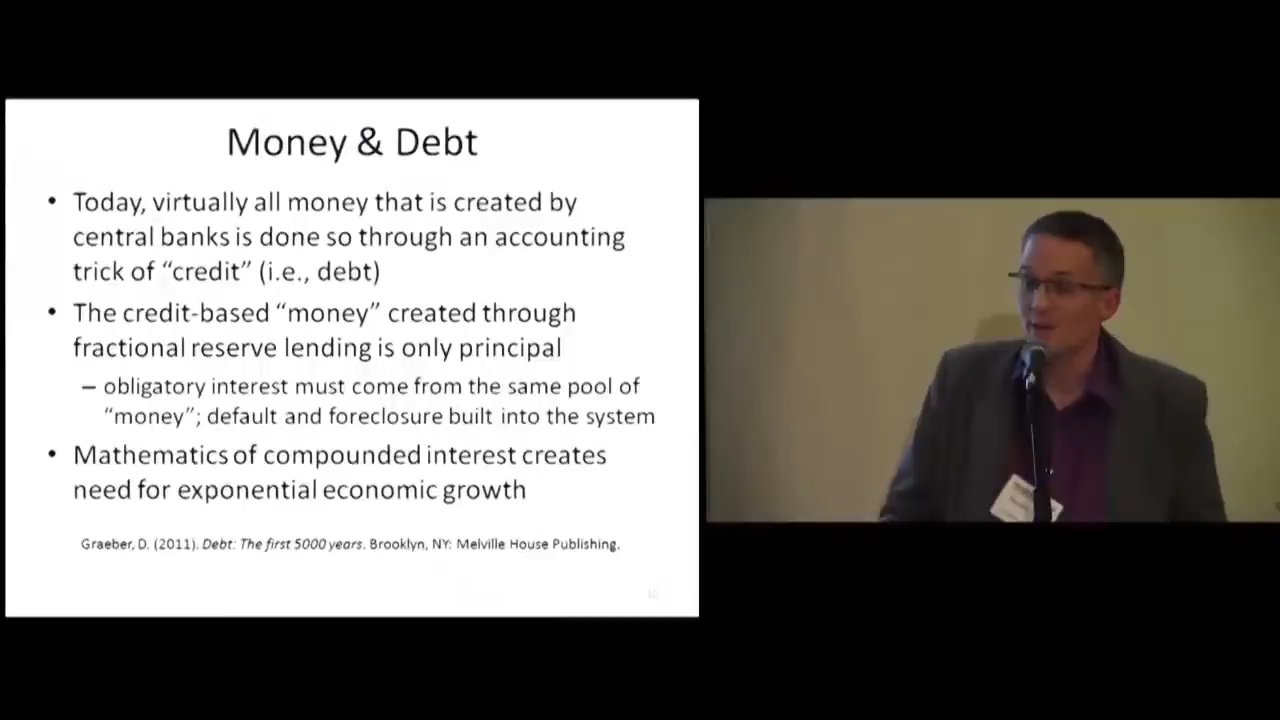 Money & Debt
• Today, virtually all money that is created by
central banks is done so through an accounting
trick of “credit” (i.e., debt)
• The credit-based “money” created through
fractional reserve lending is only principal
– obligatory interest must come from the same pool of
“money”; default and foreclosure built into the system
• Mathematics of compounded interest creates
need for exponential economic growth
Graeber, D. (2011). Debt: The first 5000 years. Brooklyn, NY: Melville House Publishing.